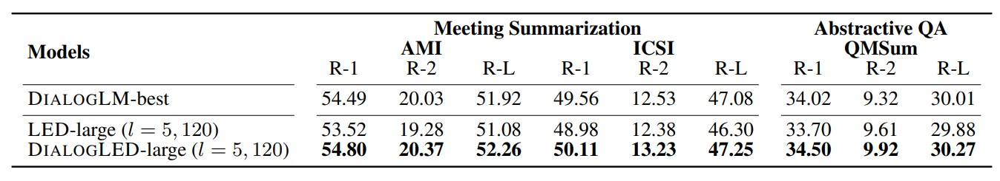 Meeting Summarization Abstractive QA
Models AMI ICSI QMSum
R-1 R-2 R-L R-1 R-2 R-L R-1 R-2 R-L
DIALOGLM-best 54.49 20.03 51.92 49.56 12.53 47.08 34.02 9.32 30.01
LED-large (l = 5, 120) 53.52 19.28 51.08 48.98 12.38 46.30 33.70 9.61 29.88
DIALOGLED-large (l = 5, 120) 54.80 20.37 52.26 50.11 13.23 47.25 34.50 9.92 30.27